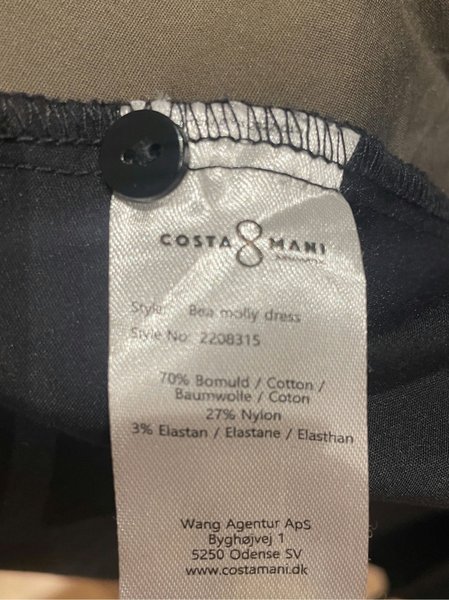 COSTA MANI
Style: Bea molly dress
Style No: 2208315
70% Bomuld / Cotton /
Baumwolle / Coton
27% Nylon
3% Elastan / Elastane / Elasthan
Wang Agentur ApS
Byghøjvej 1
5250 Odense SV
www.costamani.dk